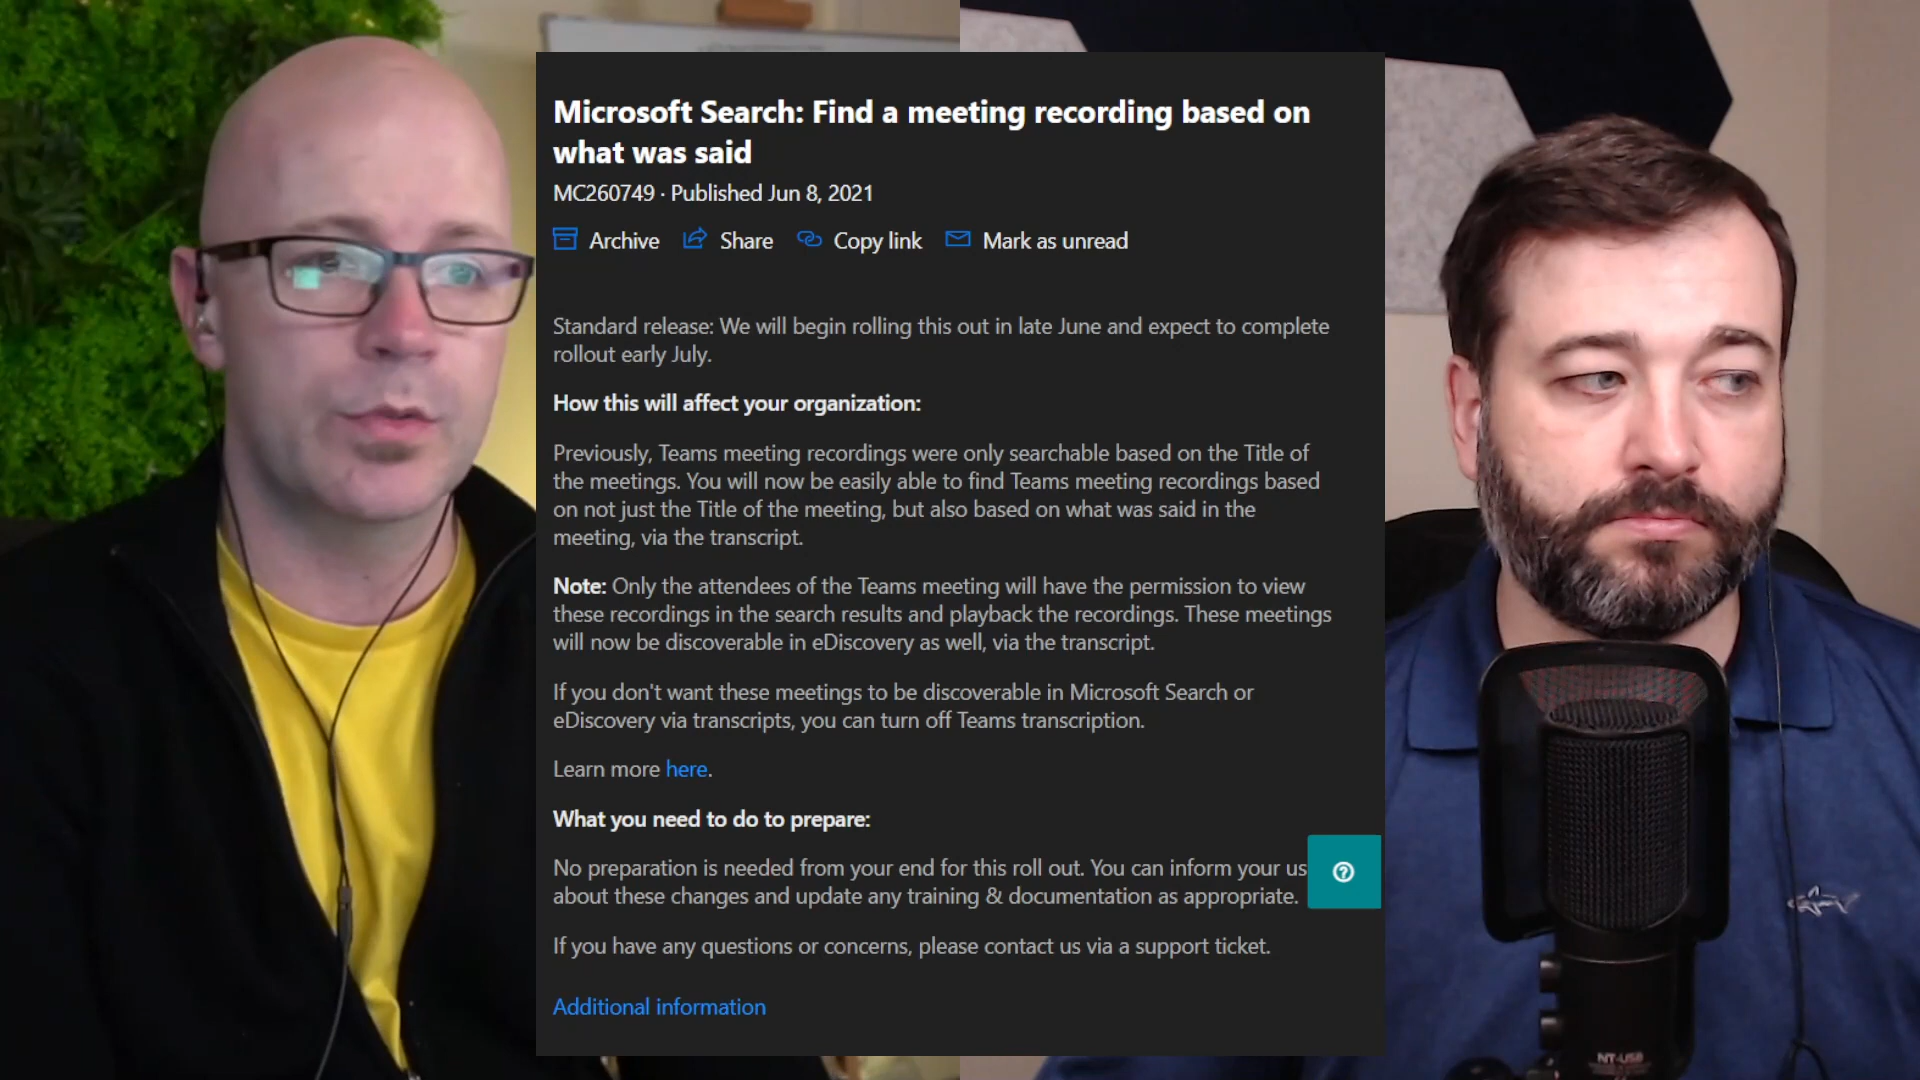 Microsoft Search: Find a meeting recording based on
what was said
MC260749 · Published Jun 8, 2021
Archive Share Copy link Mark as unread
Standard release: We will begin rolling this out in late June and expect to complete
rollout early July.
How this will affect your organization:
Previously, Teams meeting recordings were only searchable based on the Title of
the meetings. You will now be easily able to find Teams meeting recordings based
on not just the Title of the meeting, but also based on what was said in the
meeting, via the transcript.
Note: Only the attendees of the Teams meeting will have the permission to view
these recordings in the search results and playback the recordings. These meetings
will now be discoverable in eDiscovery as well, via the transcript.
If you don't want these meetings to be discoverable in Microsoft Search or
eDiscovery via transcripts, you can turn off Teams transcription.
Learn more here.
What you need to do to prepare:
No preparation is needed from your end for this roll out. You can inform your us
about these changes and update any training & documentation as appropriate.
If you have any questions or concerns, please contact us via a support ticket.
Additional information
NT-USB